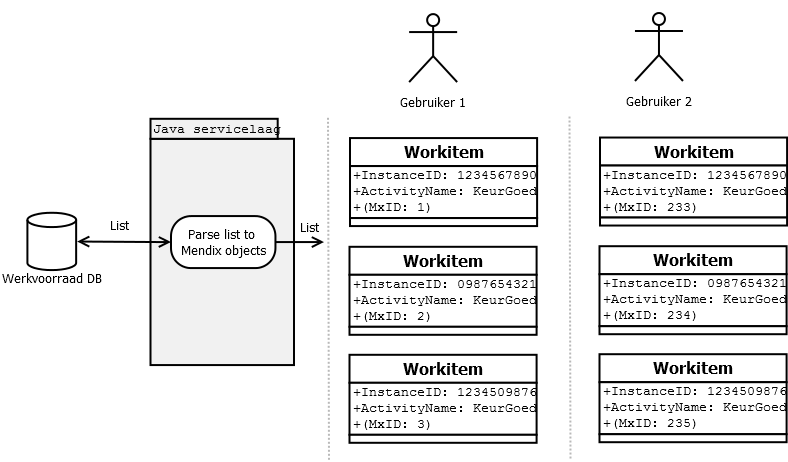 Gebruiker 1
Gebruiker 2
Java servicelaag
List
Parse list to
Mendix objects
List
Werkvoorraad DB
Workitem
+InstanceID: 1234567890
+ActivityName: KeurGoed
+(MxID: 1)
Workitem
+InstanceID: 0987654321
+ActivityName: KeurGoed
+(MxID: 2)
Workitem
+InstanceID: 1234509876
+ActivityName: KeurGoed
+(MxID: 3)
Workitem
+InstanceID: 1234567890
+ActivityName: KeurGoed
+(MxID: 233)
Workitem
+InstanceID: 0987654321
+ActivityName: KeurGoed
+(MxID: 234)
Workitem
+InstanceID: 1234509876
+ActivityName: KeurGoed
+(MxID: 235)